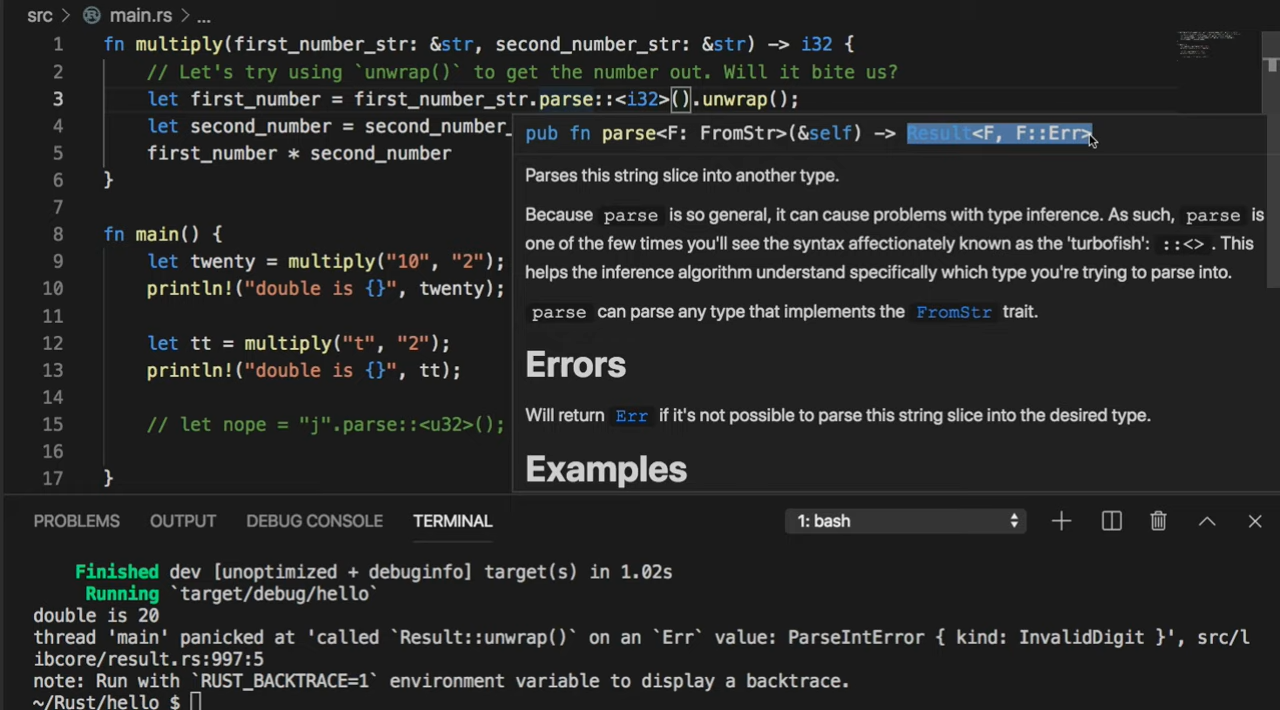 src > main.rs > ...
1 fn multiply(first_number_str: &str, second_number_str: &str) -> i32 {
2 // Let's try using `unwrap()` to get the number out. Will it bite us?
3 let first_number = first_number_str.parse::<i32>().unwrap();
4 let second_number = second_number_
5 first_number * second_number
6 }
7
8 fn main() {
9 let twenty = multiply("10", "2");
10 println!("double is {}", twenty);
11
12 let tt = multiply("t", "2");
13 println!("double is {}", tt);
14
15 // let nope = "j".parse::<u32>();
16
17 }
pub fn parse<F: FromStr>(&self) -> Result<F, F::Err>
Parses this string slice into another type.
Because parse is so general, it can cause problems with type inference. As such, parse is
one of the few times you'll see the syntax affectionately known as the 'turbofish': ::<> . This
helps the inference algorithm understand specifically which type you're trying to parse into.
parse can parse any type that implements the FromStr trait.
Errors
Will return Err if it's not possible to parse this string slice into the desired type.
Examples
PROBLEMS OUTPUT DEBUG CONSOLE TERMINAL 1: bash
Finished dev [unoptimized + debuginfo] target(s) in 1.02s
Running `target/debug/hello`
double is 20
thread 'main' panicked at 'called `Result::unwrap()` on an `Err` value: ParseIntError { kind: InvalidDigit }', src/l
ibcore/result.rs:997:5
note: Run with `RUST_BACKTRACE=1` environment variable to display a backtrace.
~/Rust/hello $